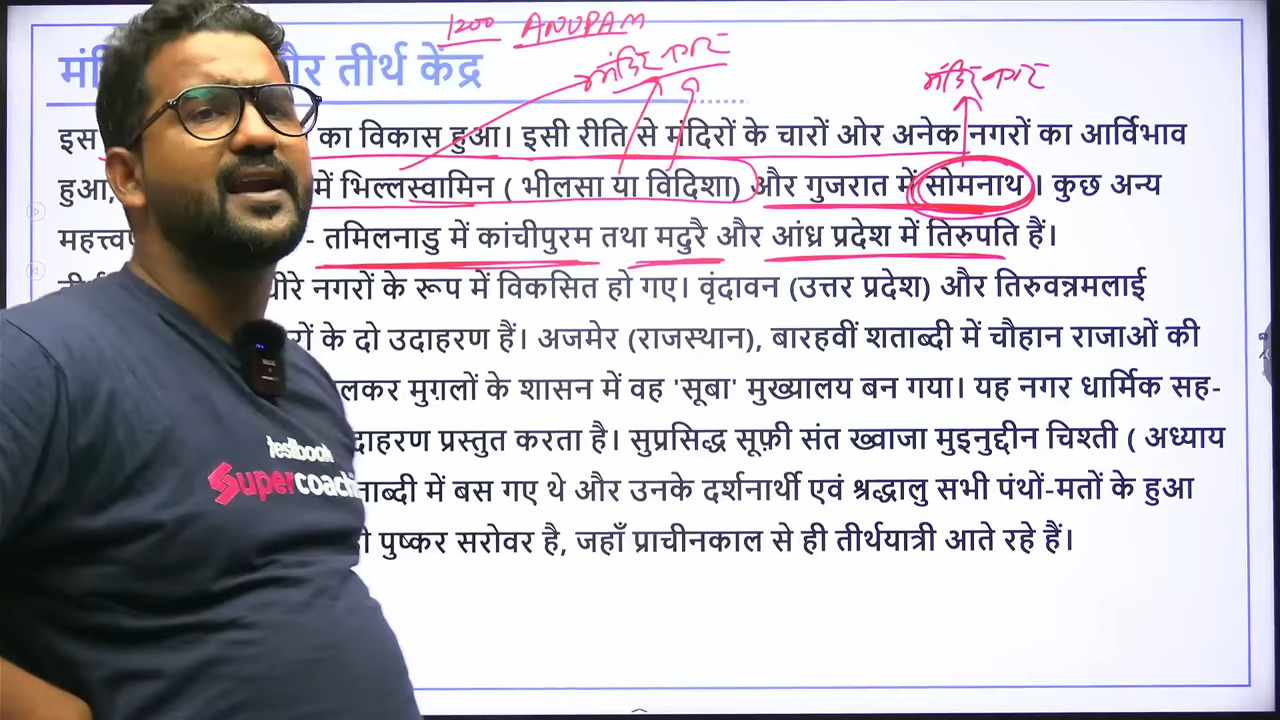 1200 ANUPAM
मंदिर नगर
मंदिर नगर
और तीर्थ केंद्र
इस का विकास हुआ। इसी रीति से मंदिरों के चारों ओर अनेक नगरों का आर्विभाव
हुआ, में भिल्लस्वामिन ( भीलसा या विदिशा) और गुजरात में सोमनाथ । कुछ अन्य
- तमिलनाडु में कांचीपुरम तथा मदुरै और आंध्र प्रदेश में तिरुपति हैं।
नगरों के रूप में विकसित हो गए। वृंदावन (उत्तर प्रदेश) और तिरुवन्नमलाई
के दो उदाहरण हैं। अजमेर (राजस्थान), बारहवीं शताब्दी में चौहान राजाओं की
मुग़लों के शासन में वह 'सूबा' मुख्यालय बन गया। यह नगर धार्मिक सह-
प्रस्तुत करता है। सुप्रसिद्ध सूफ़ी संत ख्वाजा मुइनुद्दीन चिश्ती ( अध्याय
में बस गए थे और उनके दर्शनार्थी एवं श्रद्धालु सभी पंथों-मतों के हुआ
पुष्कर सरोवर है, जहाँ प्राचीनकाल से ही तीर्थयात्री आते रहे हैं।
testbook
Supercoach